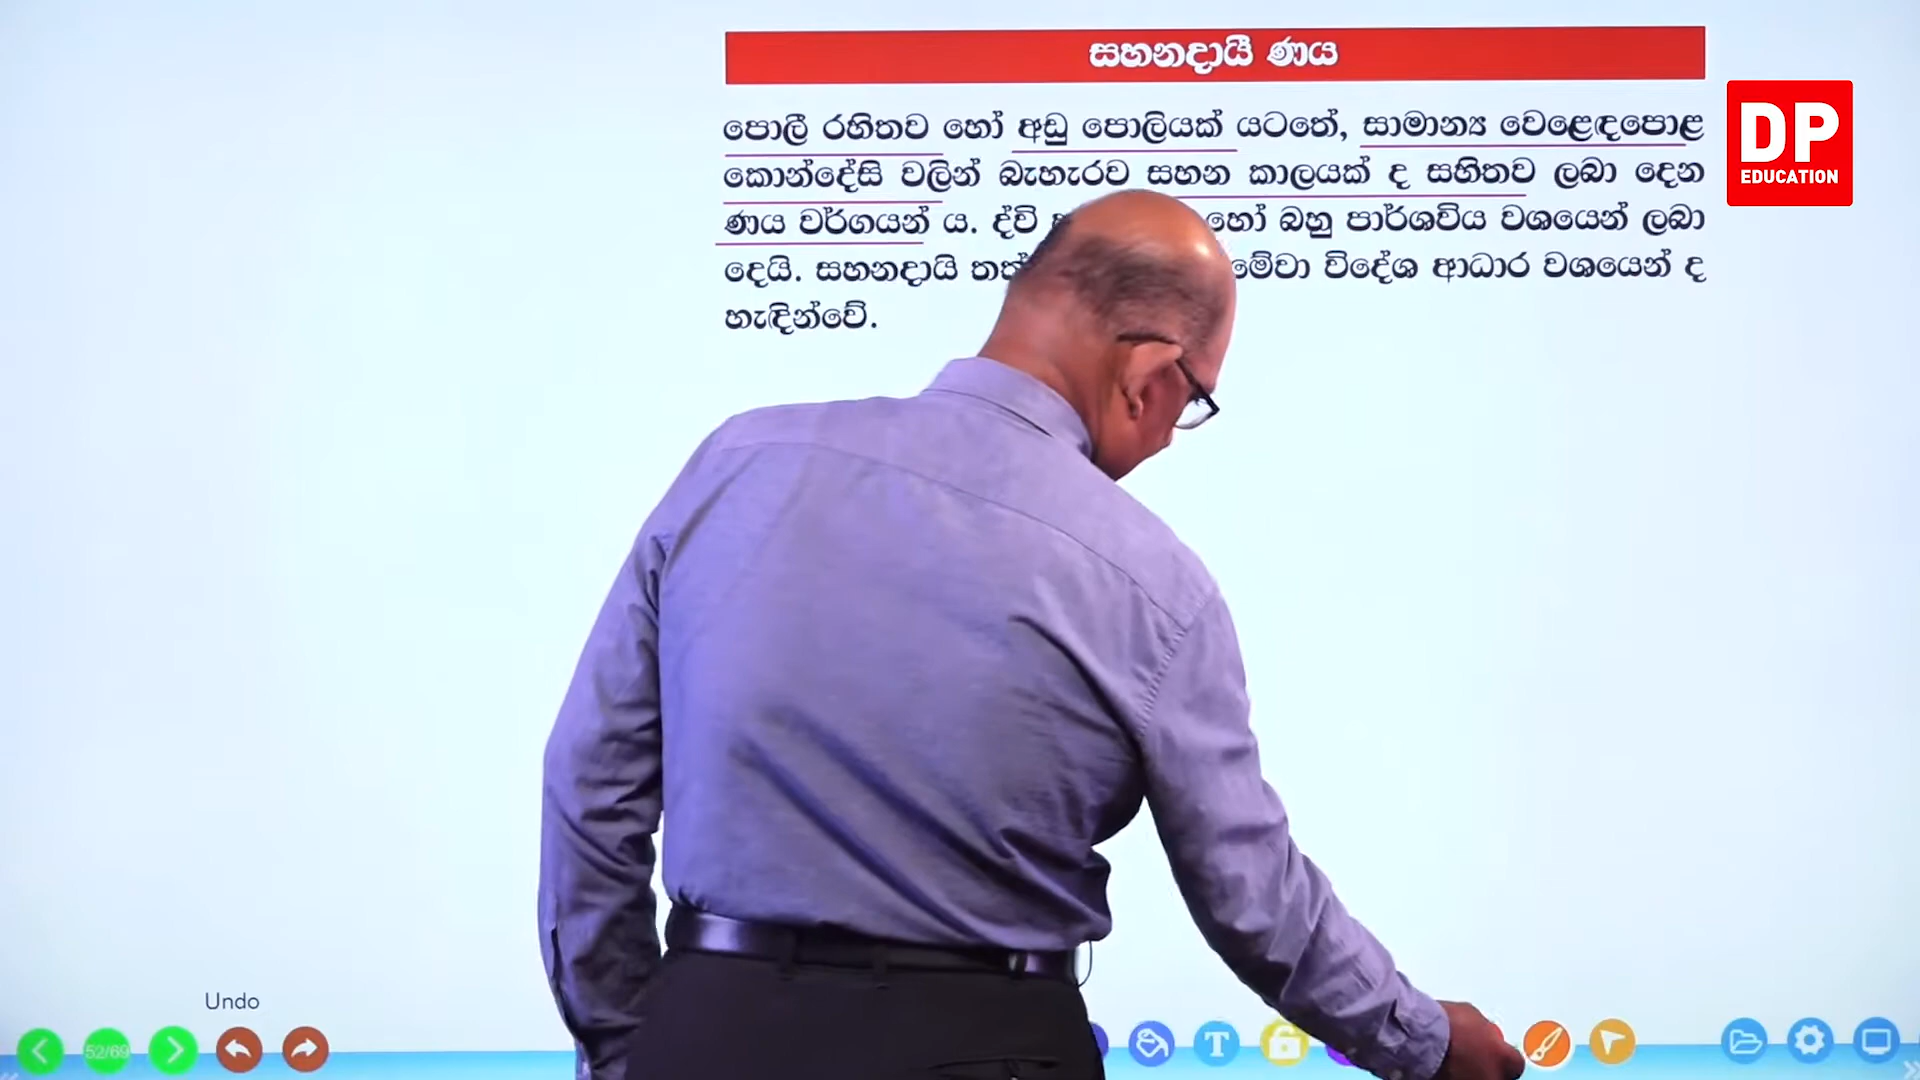 සහනදායී ණය
පොලී රහිතව හෝ අඩු පොලියක් යටතේ, සාමාන්‍ය වෙළෙඳපොළ
කොන්දේසි වලින් බැහැරව සහන කාලයක් ද සහිතව ලබා දෙන
ණය වර්ගයන් ය. ද්වි හෝ බහු පාර්ශවීය වශයෙන් ලබා
දෙයි. සහනදායි මේවා විදේශ ආධාර වශයෙන් ද
හැඳින්වේ.
DP
EDUCATION
Undo
52/69
T